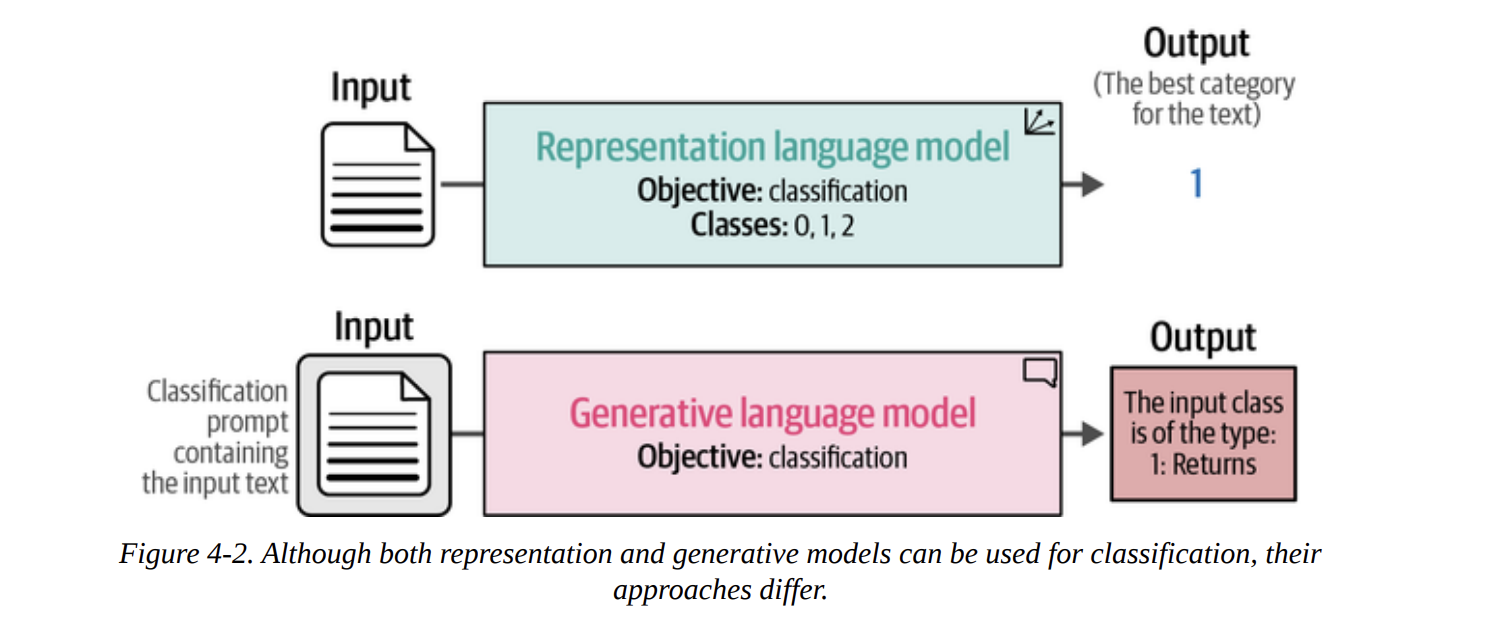 Input
Output
(The best category
for the text)
Representation language model
Objective: classification
Classes: 0, 1, 2
1
Input
Classification
prompt
containing
the input text
Generative language model
Objective: classification
Output
The input class
is of the type:
1: Returns
Figure 4-2. Although both representation and generative models can be used for classification, their
approaches differ.